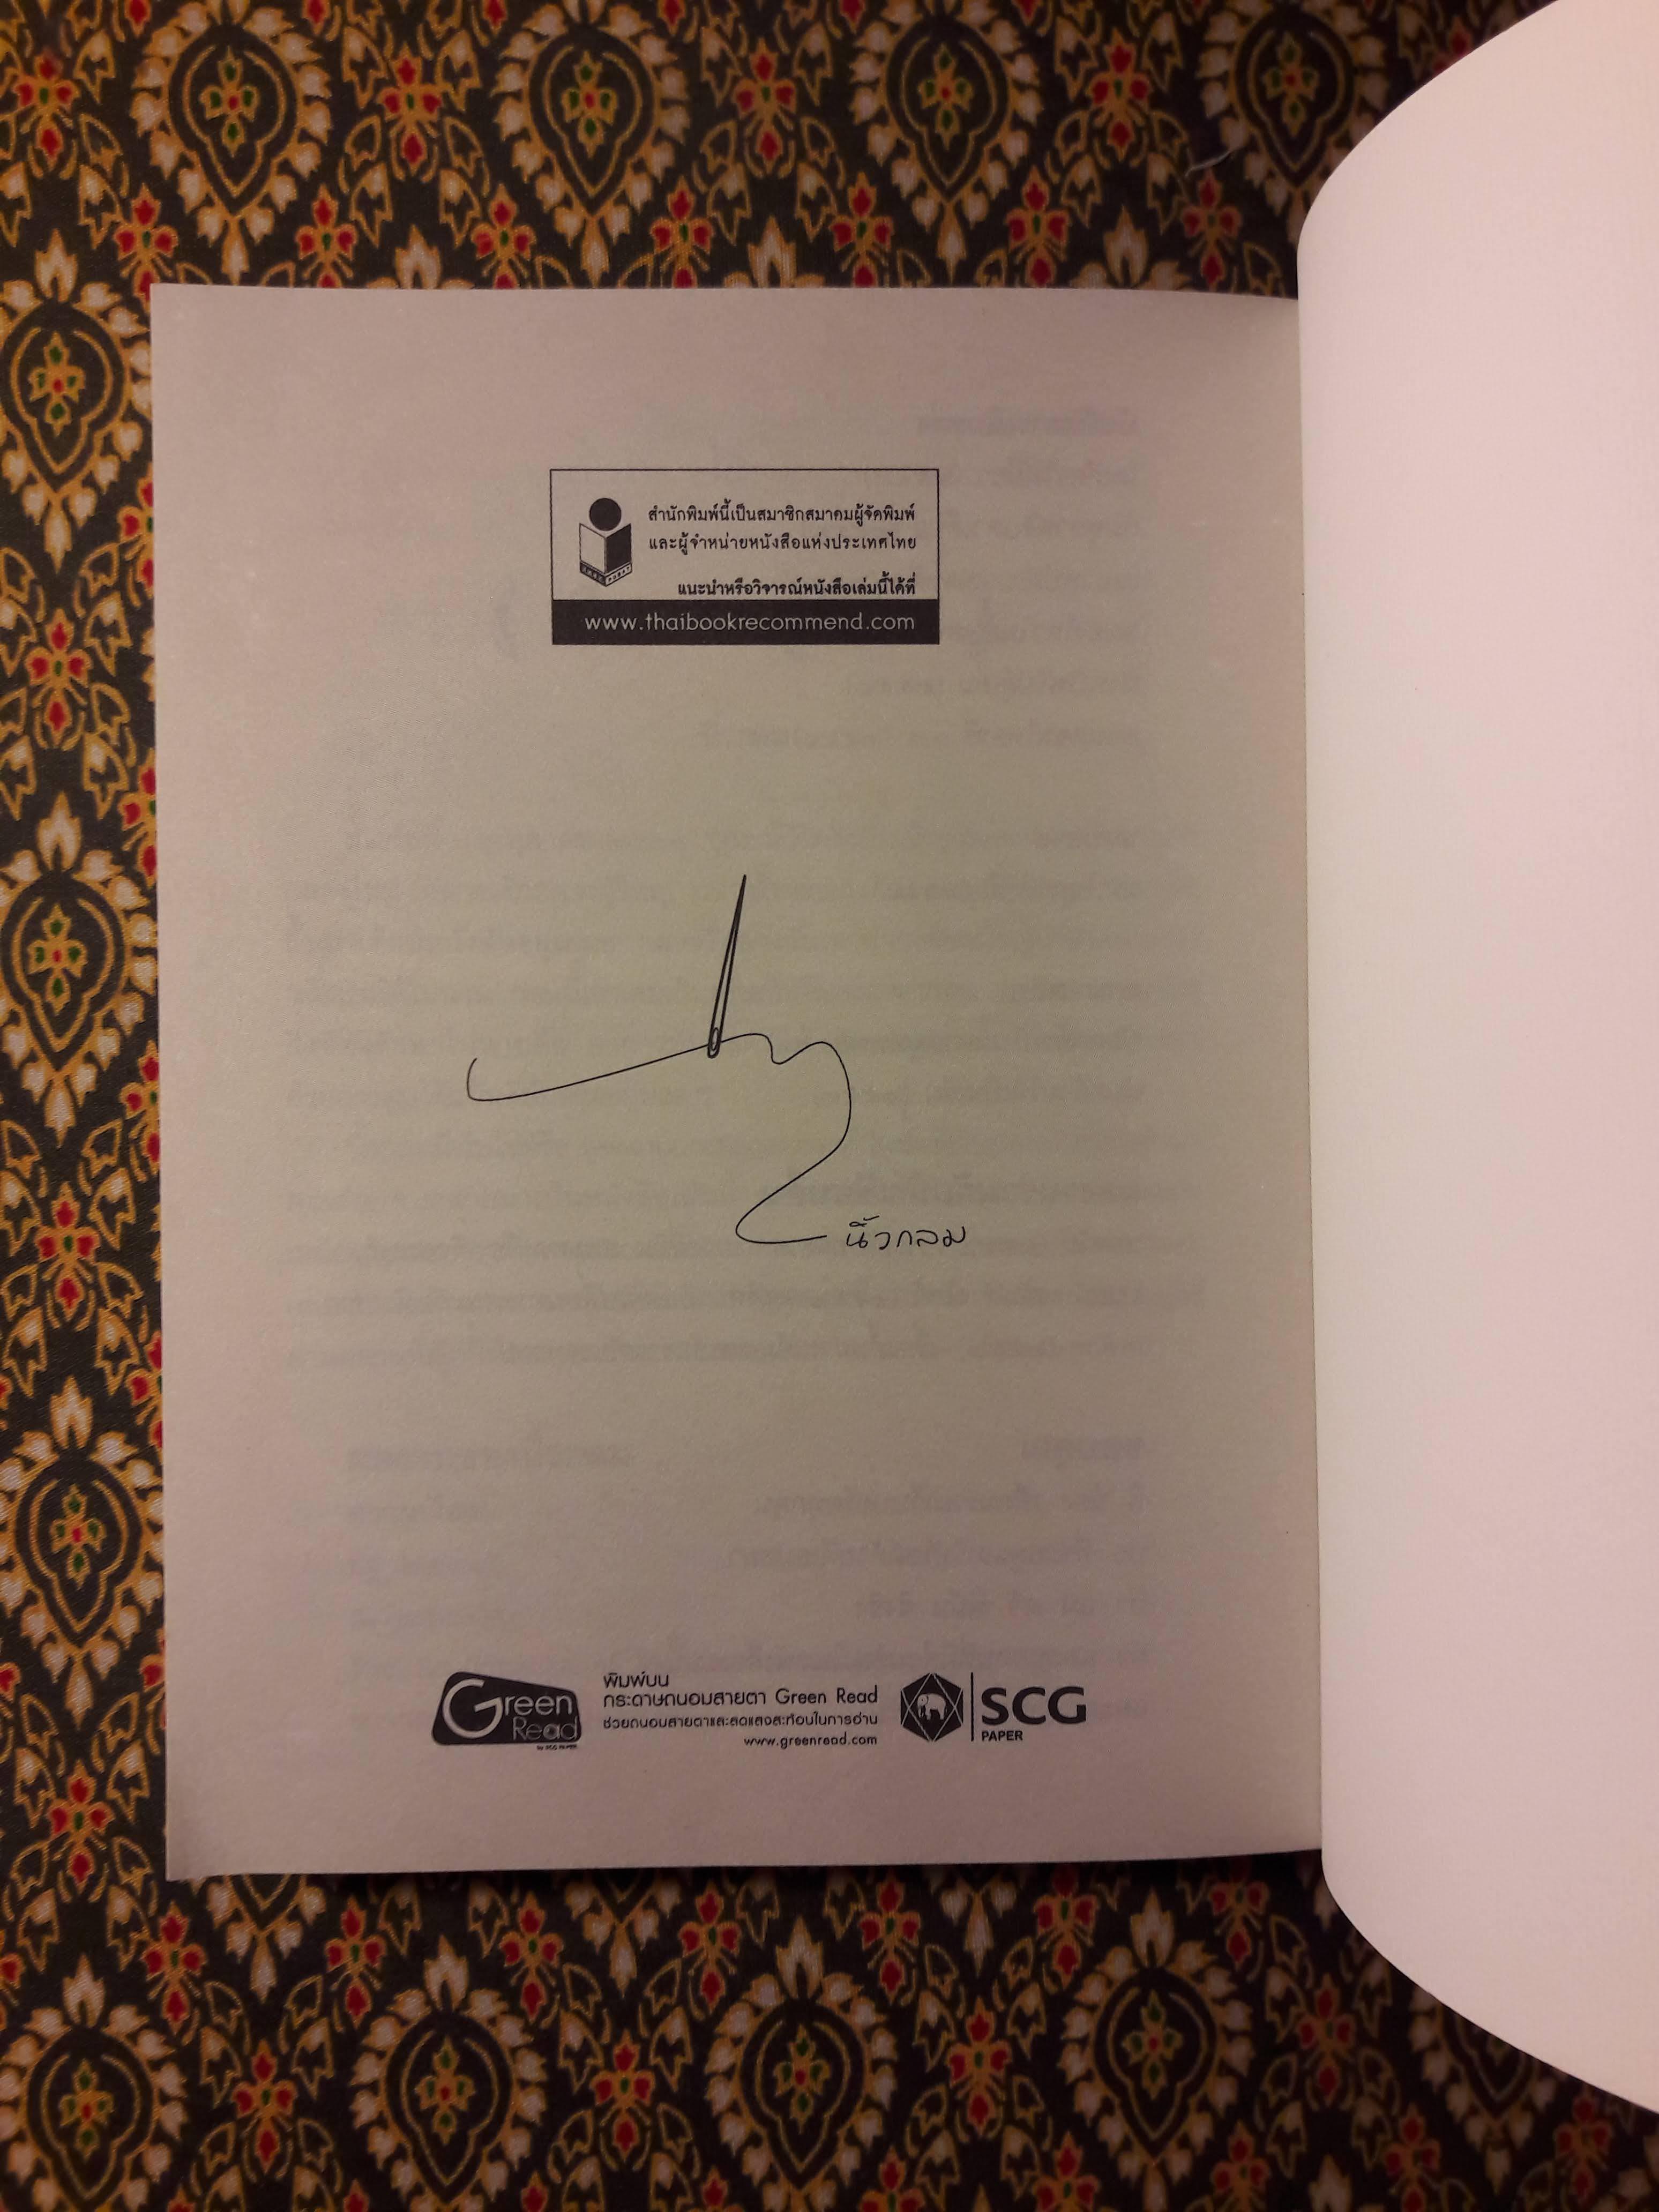 สำนักพิมพ์นี้เป็นสมาชิกสมาคมผู้จัดพิมพ์
และผู้จำหน่ายหนังสือแห่งประเทศไทย
แนะนำหรือวิจารณ์หนังสือเล่มนี้ได้ที่
www.thaibookrecommend.com
นิ้วกลม
Green
Read
by SCG PAPER
พิมพ์บน
กระดาษถนอมสายตา Green Read
ช่วยถนอมสายตาและลดแสงสะท้อนในการอ่าน
www.greenread.com
SCG
PAPER